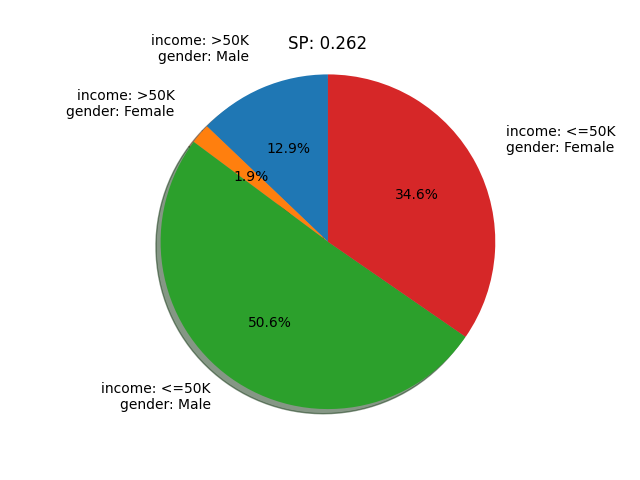 SP: 0.262
income: >50K
gender: Male
income: >50K
gender: Female
income: <=50K
gender: Female
12.9%
1.9%
34.6%
50.6%
income: <=50K
gender: Male